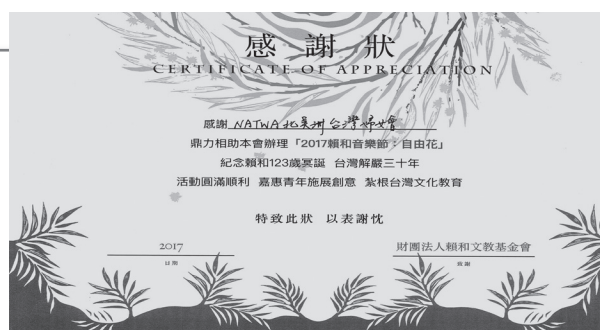 感謝狀
CERTIFICATE OF APPRECIATION
感謝 NATWA北美洲台灣婦女會
鼎力相助本會辦理「2017賴和音樂節：自由花」
紀念賴和123歲冥誕 台灣解嚴三十年
活動圓滿順利 嘉惠青年施展創意 紮根台灣文化教育
特致此狀 以表謝忱
2017 財團法人賴和文教基金會
日期 致謝